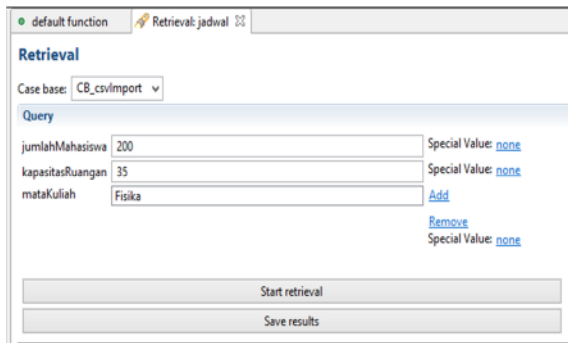 default function Retrieval: jadwal
Retrieval
Case base: CB_csvImport
Query
jumlahMahasiswa 200 Special Value: none
kapasitasRuangan 35 Special Value: none
mataKuliah Fisika Add
Remove
Special Value: none
Start retrieval
Save results